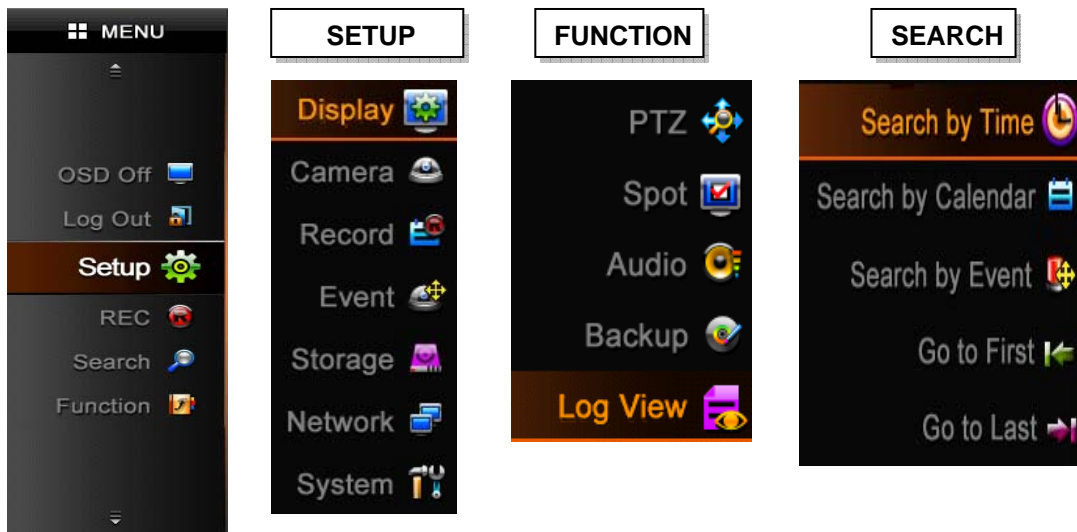 MENU
OSD Off
Log Out
Setup
REC
Search
Function
SETUP
Display
Camera
Record
Event
Storage
Network
System
FUNCTION
PTZ
Spot
Audio
Backup
Log View
SEARCH
Search by Time
Search by Calendar
Search by Event
Go to First
Go to Last